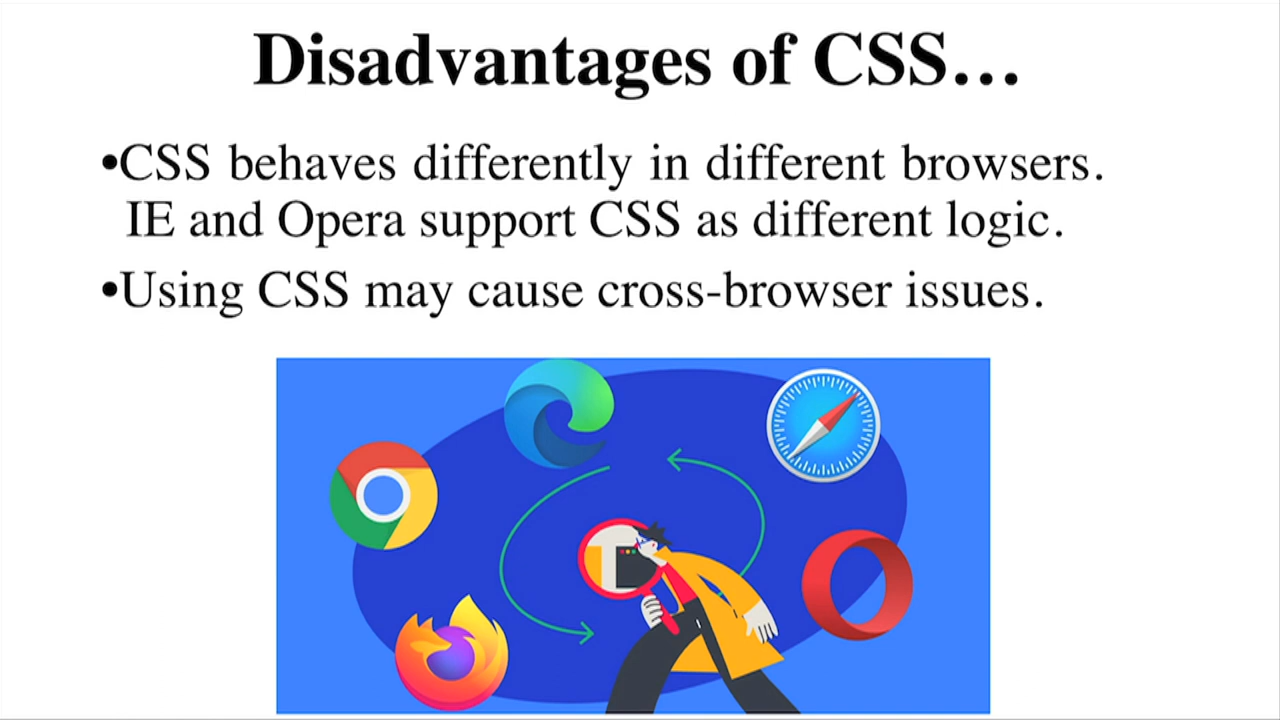 Disadvantages of CSS...
•CSS behaves differently in different browsers.
IE and Opera support CSS as different logic.
•Using CSS may cause cross-browser issues.